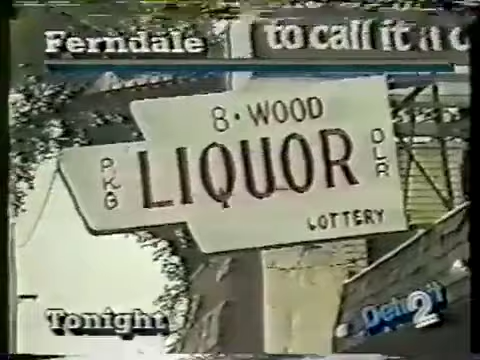 Ferndale
to call it a
8 • WOOD
PKG LIQUOR DLR
LOTTERY
Tonight
Detroit 2